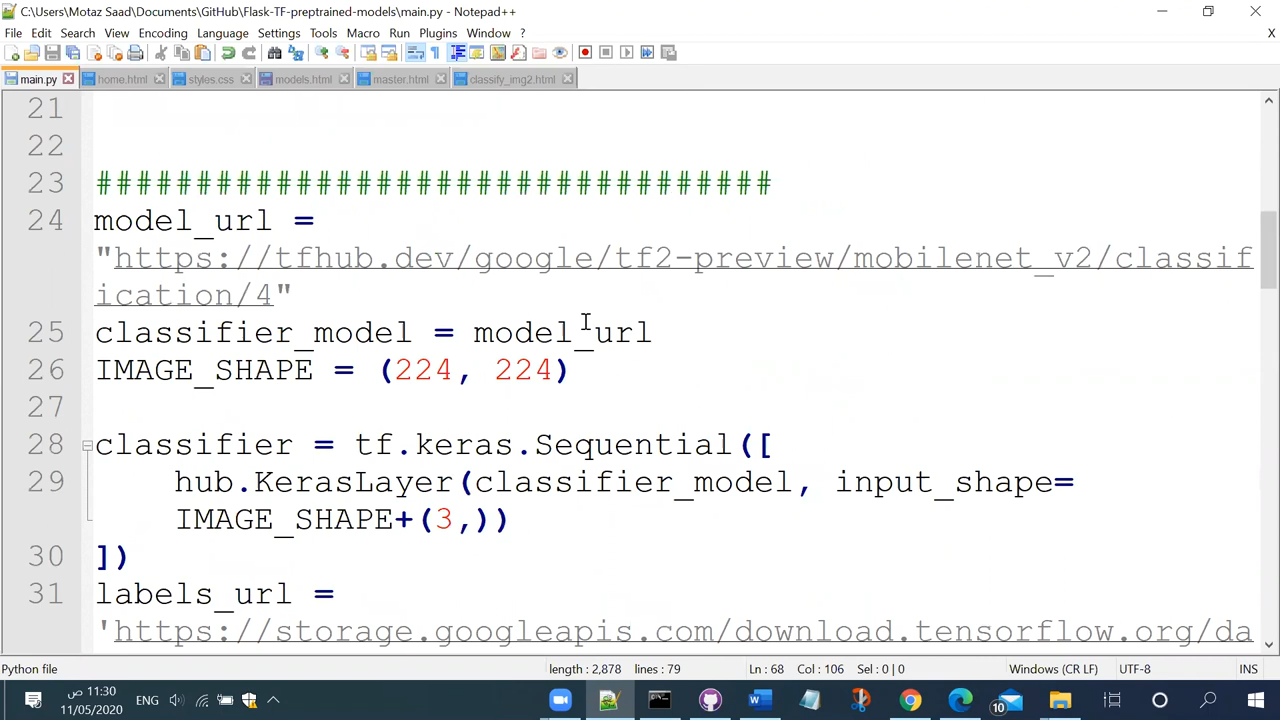 C:\Users\Motaz Saad\Documents\GitHub\Flask-TF-preptrained-models\main.py - Notepad++
File Edit Search View Encoding Language Settings Tools Macro Run Plugins Window ? X
main.py home.html styles.css models.html master.html classify_img2.html
21
22
23 ##################################
24 model_url =
"https://tfhub.dev/google/tf2-preview/mobilenet_v2/classif
ication/4"
25 classifier_model = model_url
26 IMAGE_SHAPE = (224, 224)
27
28 classifier = tf.keras.Sequential([
29 hub.KerasLayer(classifier_model, input_shape=
IMAGE_SHAPE+(3,))
30 ])
31 labels_url =
'https://storage.googleapis.com/download.tensorflow.org/da
Python file length : 2,878 lines : 79 Ln : 68 Col : 106 Sel : 0 | 0 Windows (CR LF) UTF-8 INS
11:30 ص
11/05/2020
ENG
10